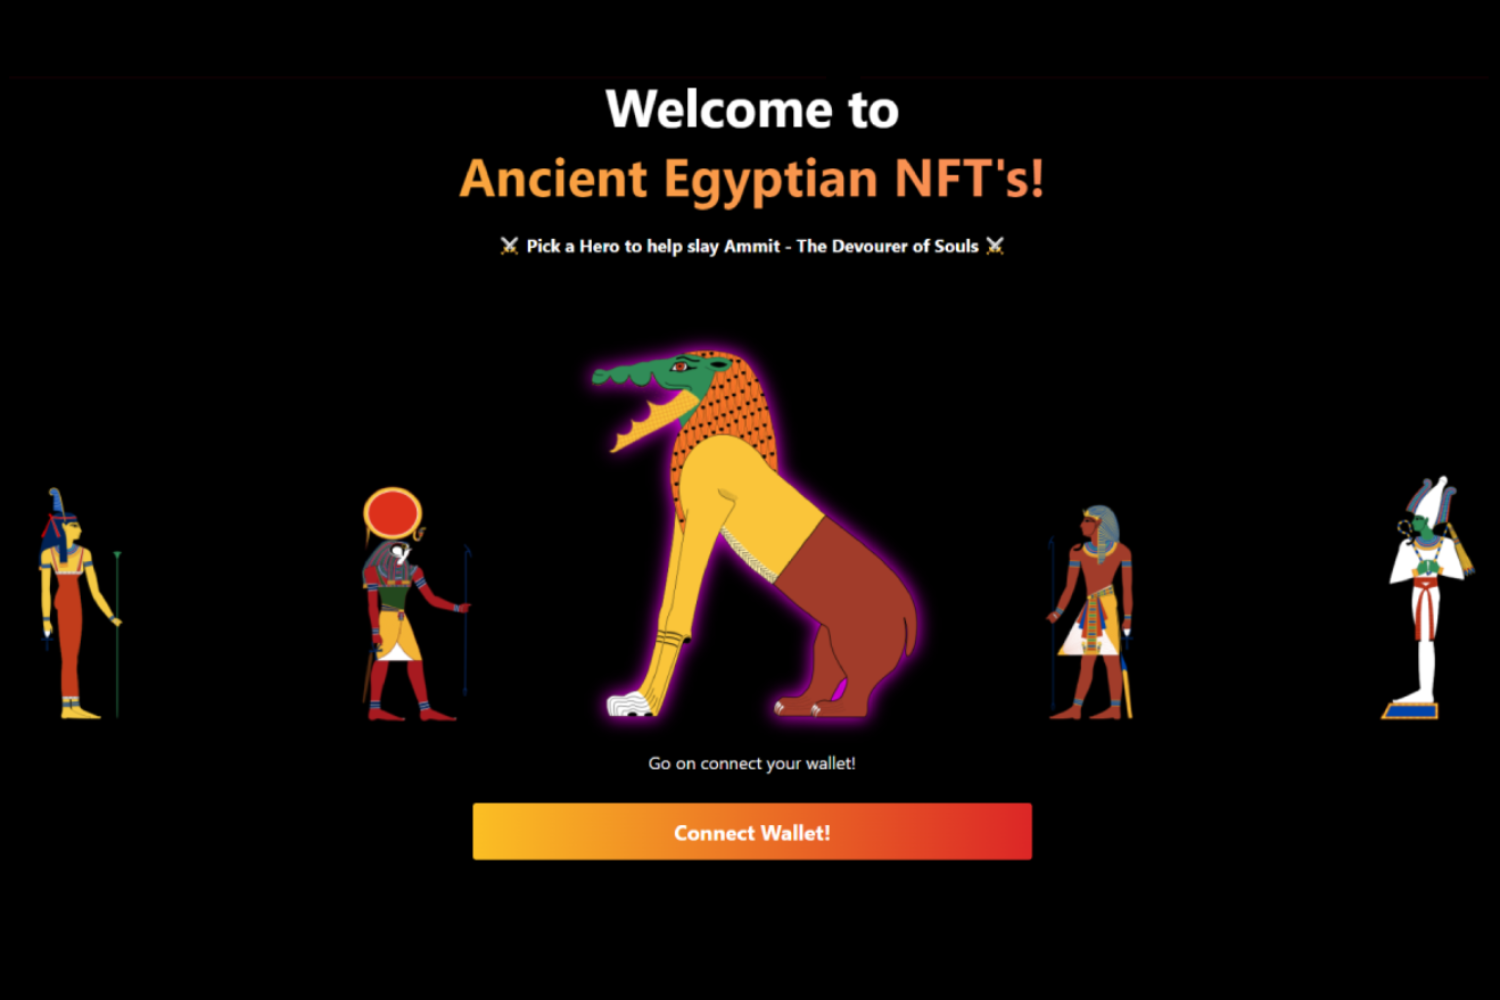 Welcome to
Ancient Egyptian NFT's!
⚔️ Pick a Hero to help slay Ammit - The Devourer of Souls ⚔️
Go on connect your wallet!
Connect Wallet!